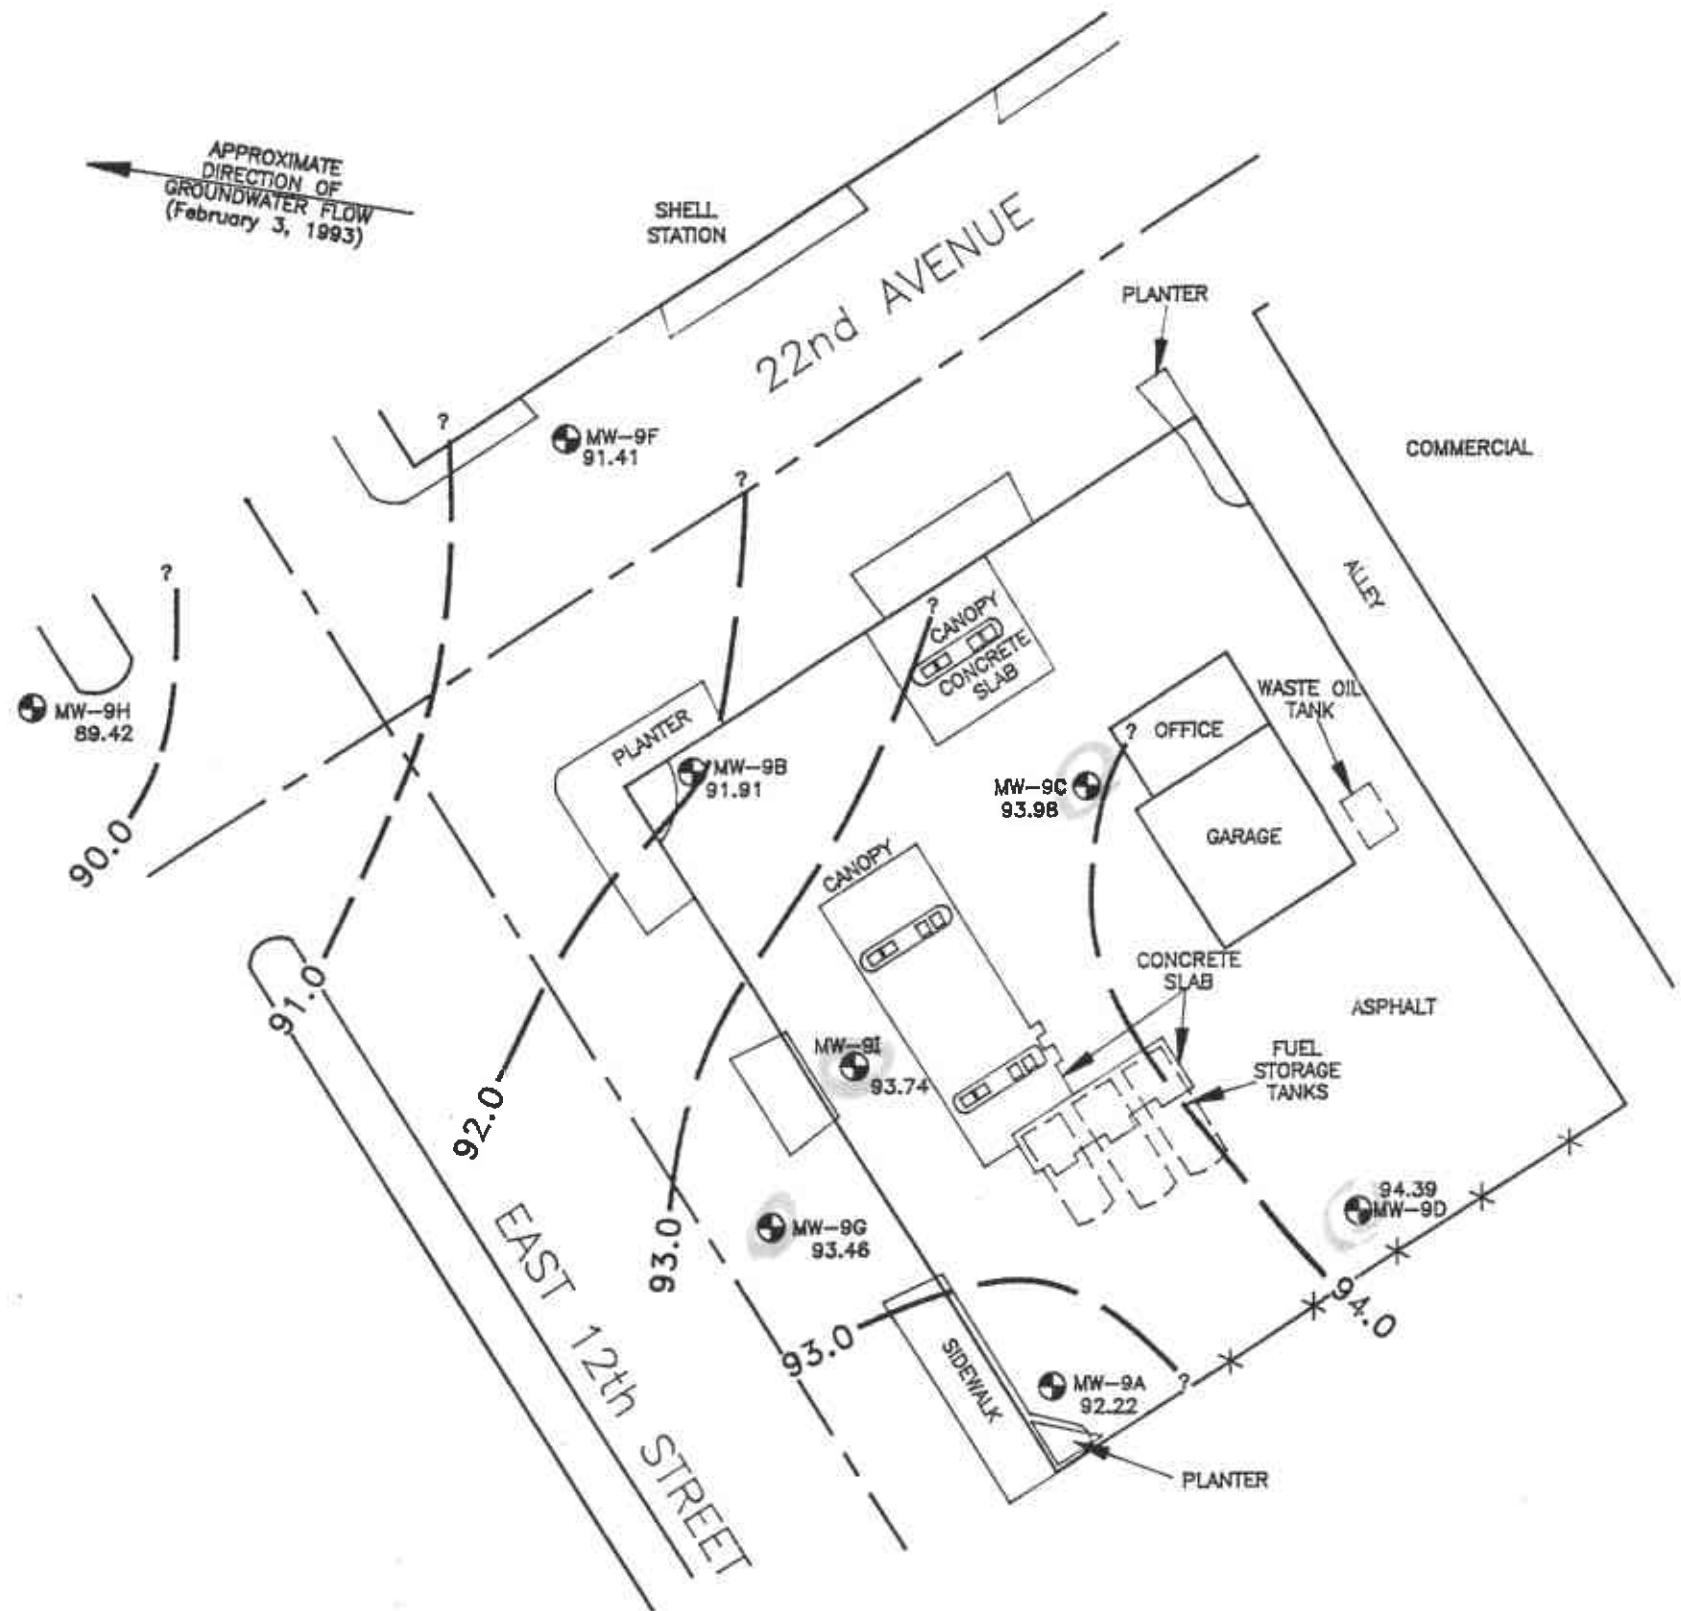 APPROXIMATE
DIRECTION OF
GROUNDWATER FLOW
(February 3, 1993)
SHELL
STATION
22nd AVENUE
PLANTER
COMMERCIAL
ALLEY
?
MW-9F
91.41
?
?
MW-9H
89.42
90.0
?
CANOPY
CONCRETE
SLAB
PLANTER
MW-9B
91.91
WASTE OIL
TANK
?
OFFICE
MW-9C
93.98
GARAGE
CANOPY
CONCRETE
SLAB
ASPHALT
91.0
MW-9I
93.74
FUEL
STORAGE
TANKS
92.0
94.39
MW-9D
93.0
MW-9G
93.46
94.0
EAST 12th STREET
93.0
SIDEWALK
MW-9A
92.22
?
PLANTER